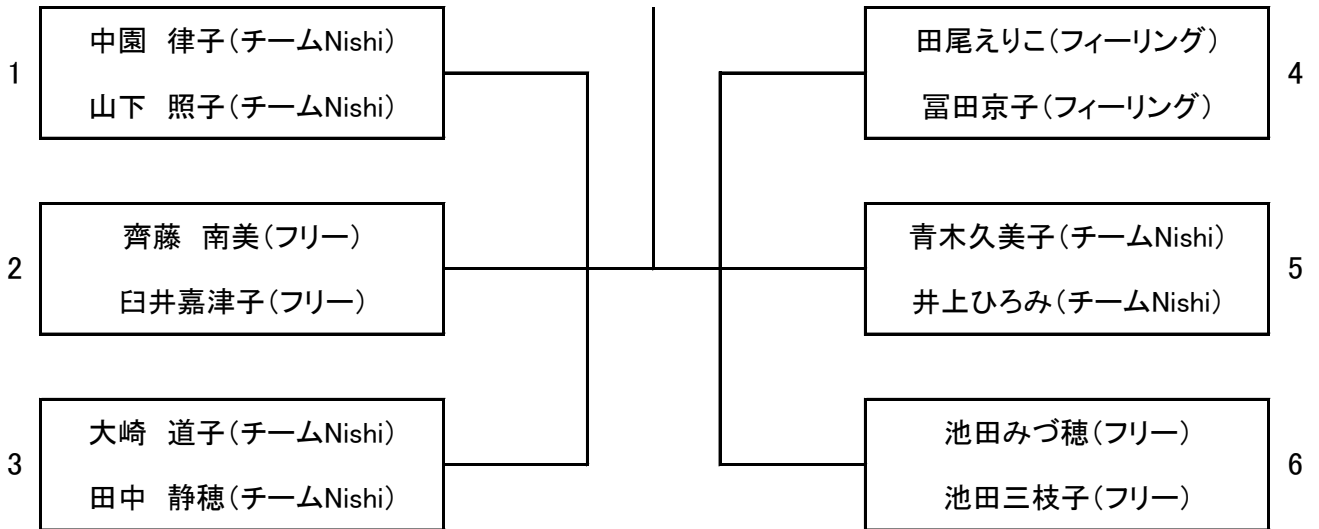 1
中園　律子（チームNishi）
山下　照子（チームNishi）
2
齊藤　南美（フリー）
臼井嘉津子（フリー）
3
大崎　道子（チームNishi）
田中　静穂（チームNishi）
田尾えりこ（フィーリング）
冨田京子（フィーリング）
4
青木久美子（チームNishi）
井上ひろみ（チームNishi）
5
池田みづ穂（フリー）
池田三枝子（フリー）
6